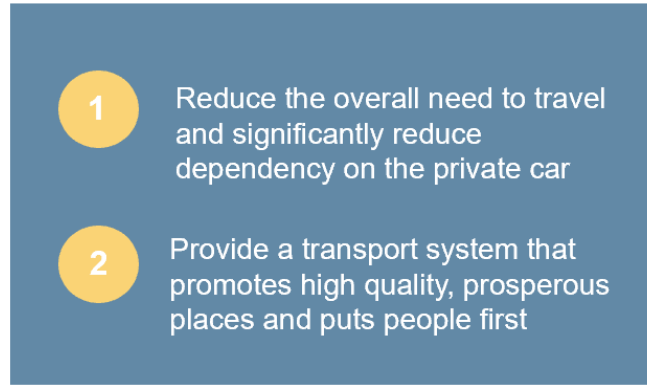 1
Reduce the overall need to travel
and significantly reduce
dependency on the private car
2
Provide a transport system that
promotes high quality, prosperous
places and puts people first